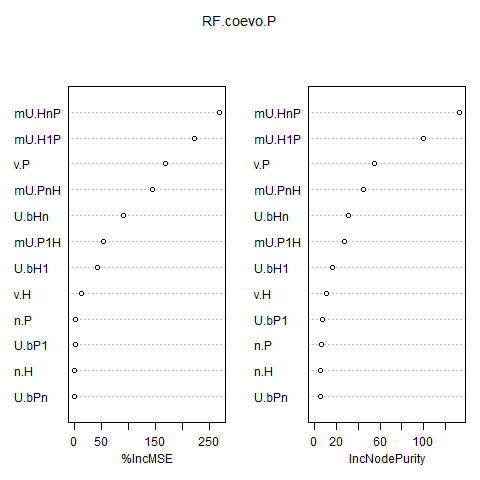 RF.coevo.P
mU.HnP
mU.H1P
v.P
mU.PnH
U.bHn
mU.P1H
U.bH1
v.H
n.P
U.bP1
n.H
U.bPn
0 50 150 250
%IncMSE
mU.HnP
mU.H1P
v.P
mU.PnH
U.bHn
mU.P1H
U.bH1
v.H
U.bP1
n.P
n.H
U.bPn
0 20 60 100
IncNodePurity